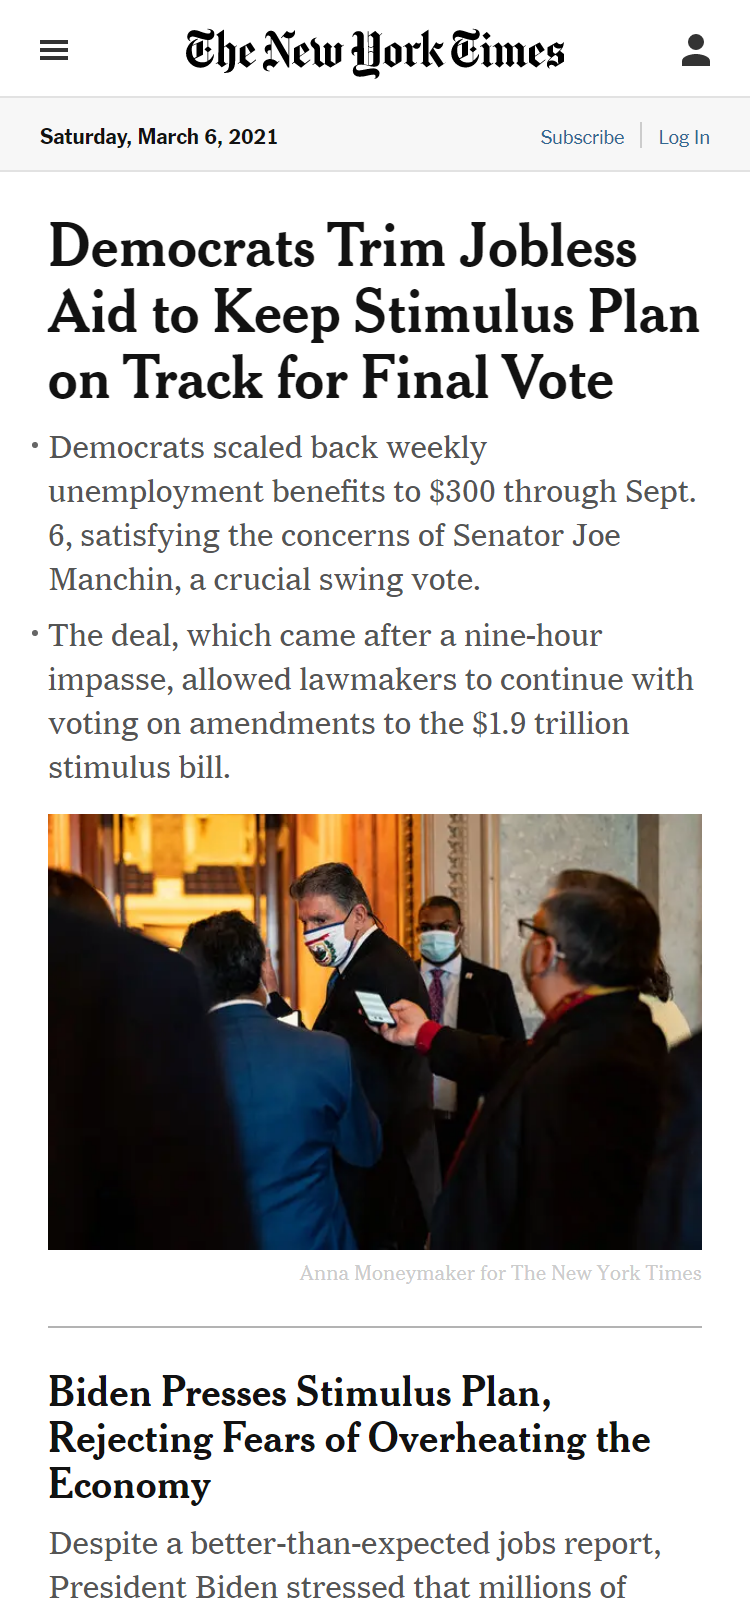 The New York Times
Saturday, March 6, 2021
Subscribe
Log In
Democrats Trim Jobless
Aid to Keep Stimulus Plan
on Track for Final Vote
• Democrats scaled back weekly
unemployment benefits to $300 through Sept.
6, satisfying the concerns of Senator Joe
Manchin, a crucial swing vote.
• The deal, which came after a nine-hour
impasse, allowed lawmakers to continue with
voting on amendments to the $1.9 trillion
stimulus bill.
Anna Moneymaker for The New York Times
Biden Presses Stimulus Plan,
Rejecting Fears of Overheating the
Economy
Despite a better-than-expected jobs report,
President Biden stressed that millions of